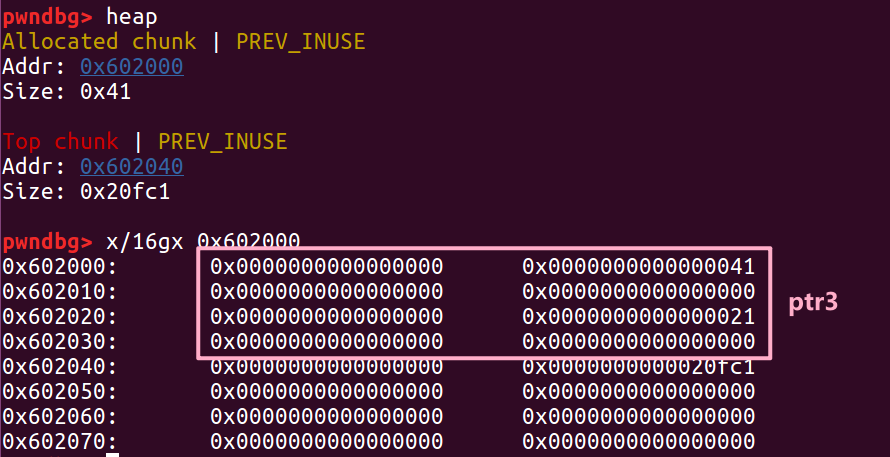 pwndbg> heap
Allocated chunk | PREV_INUSE
Addr: 0x602000
Size: 0x41
Top chunk | PREV_INUSE
Addr: 0x602040
Size: 0x20fc1
pwndbg> x/16gx 0x602000
0x602000: 0x0000000000000000 0x0000000000000041
0x602010: 0x0000000000000000 0x0000000000000000
0x602020: 0x0000000000000000 0x0000000000000021
0x602030: 0x0000000000000000 0x0000000000000000
ptr3
0x602040: 0x0000000000000000 0x0000000000020fc1
0x602050: 0x0000000000000000 0x0000000000000000
0x602060: 0x0000000000000000 0x0000000000000000
0x602070: 0x0000000000000000 0x0000000000000000